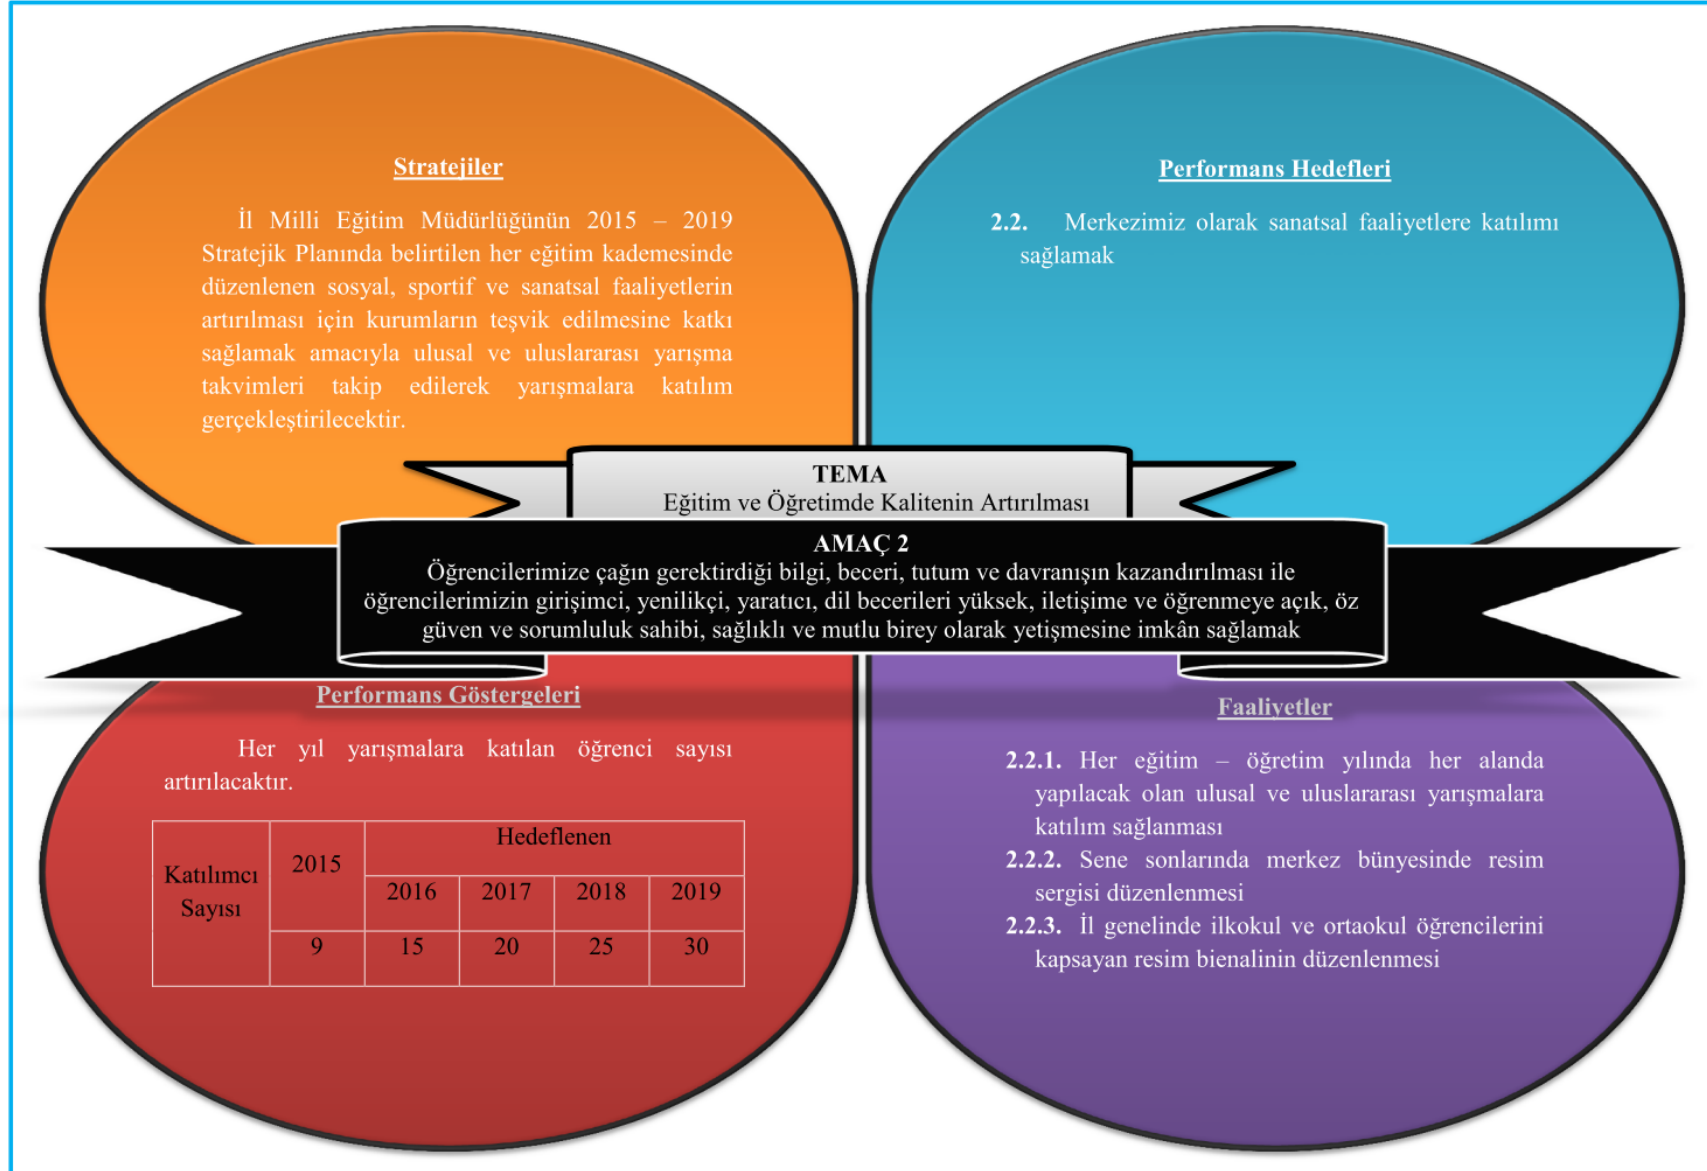 Stratejiler
İl Milli Eğitim Müdürlüğünün 2015 – 2019
Stratejik Planında belirtilen her eğitim kademesinde
düzenlenen sosyal, sportif ve sanatsal faaliyetlerin
artırılması için kurumların teşvik edilmesine katkı
sağlamak amacıyla ulusal ve uluslararası yarışma
takvimleri takip edilerek yarışmalara katılım
gerçekleştirilecektir.
Performans Hedefleri
2.2. Merkezimiz olarak sanatsal faaliyetlere katılımı
sağlamak
TEMA
Eğitim ve Öğretimde Kalitenin Artırılması
AMAÇ 2
Öğrencilerimize çağın gerektirdiği bilgi, beceri, tutum ve davranışın kazandırılması ile
öğrencilerimizin girişimci, yenilikçi, yaratıcı, dil becerileri yüksek, iletişime ve öğrenmeye açık, öz
güven ve sorumluluk sahibi, sağlıklı ve mutlu birey olarak yetişmesine imkân sağlamak
Performans Göstergeleri
Her yıl yarışmalara katılan öğrenci sayısı
artırılacaktır.
Katılımcı
Sayısı
2015
Hedeflenen
2016 2017 2018 2019
9 15 20 25 30
Faaliyetler
2.2.1. Her eğitim – öğretim yılında her alanda
yapılacak olan ulusal ve uluslararası yarışmalara
katılım sağlanması
2.2.2. Sene sonlarında merkez bünyesinde resim
sergisi düzenlenmesi
2.2.3. İl genelinde ilkokul ve ortaokul öğrencilerini
kapsayan resim bienalinin düzenlenmesi